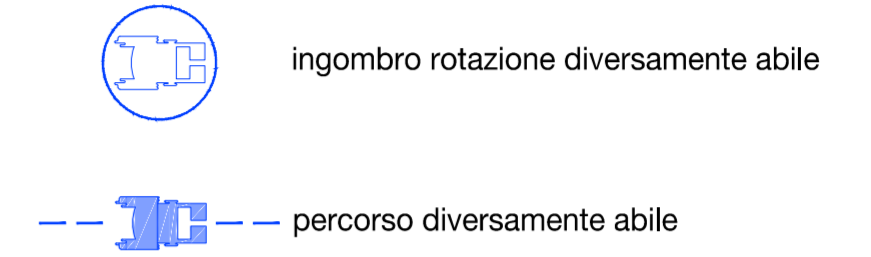 ingombro rotazione diversamente abile
percorso diversamente abile